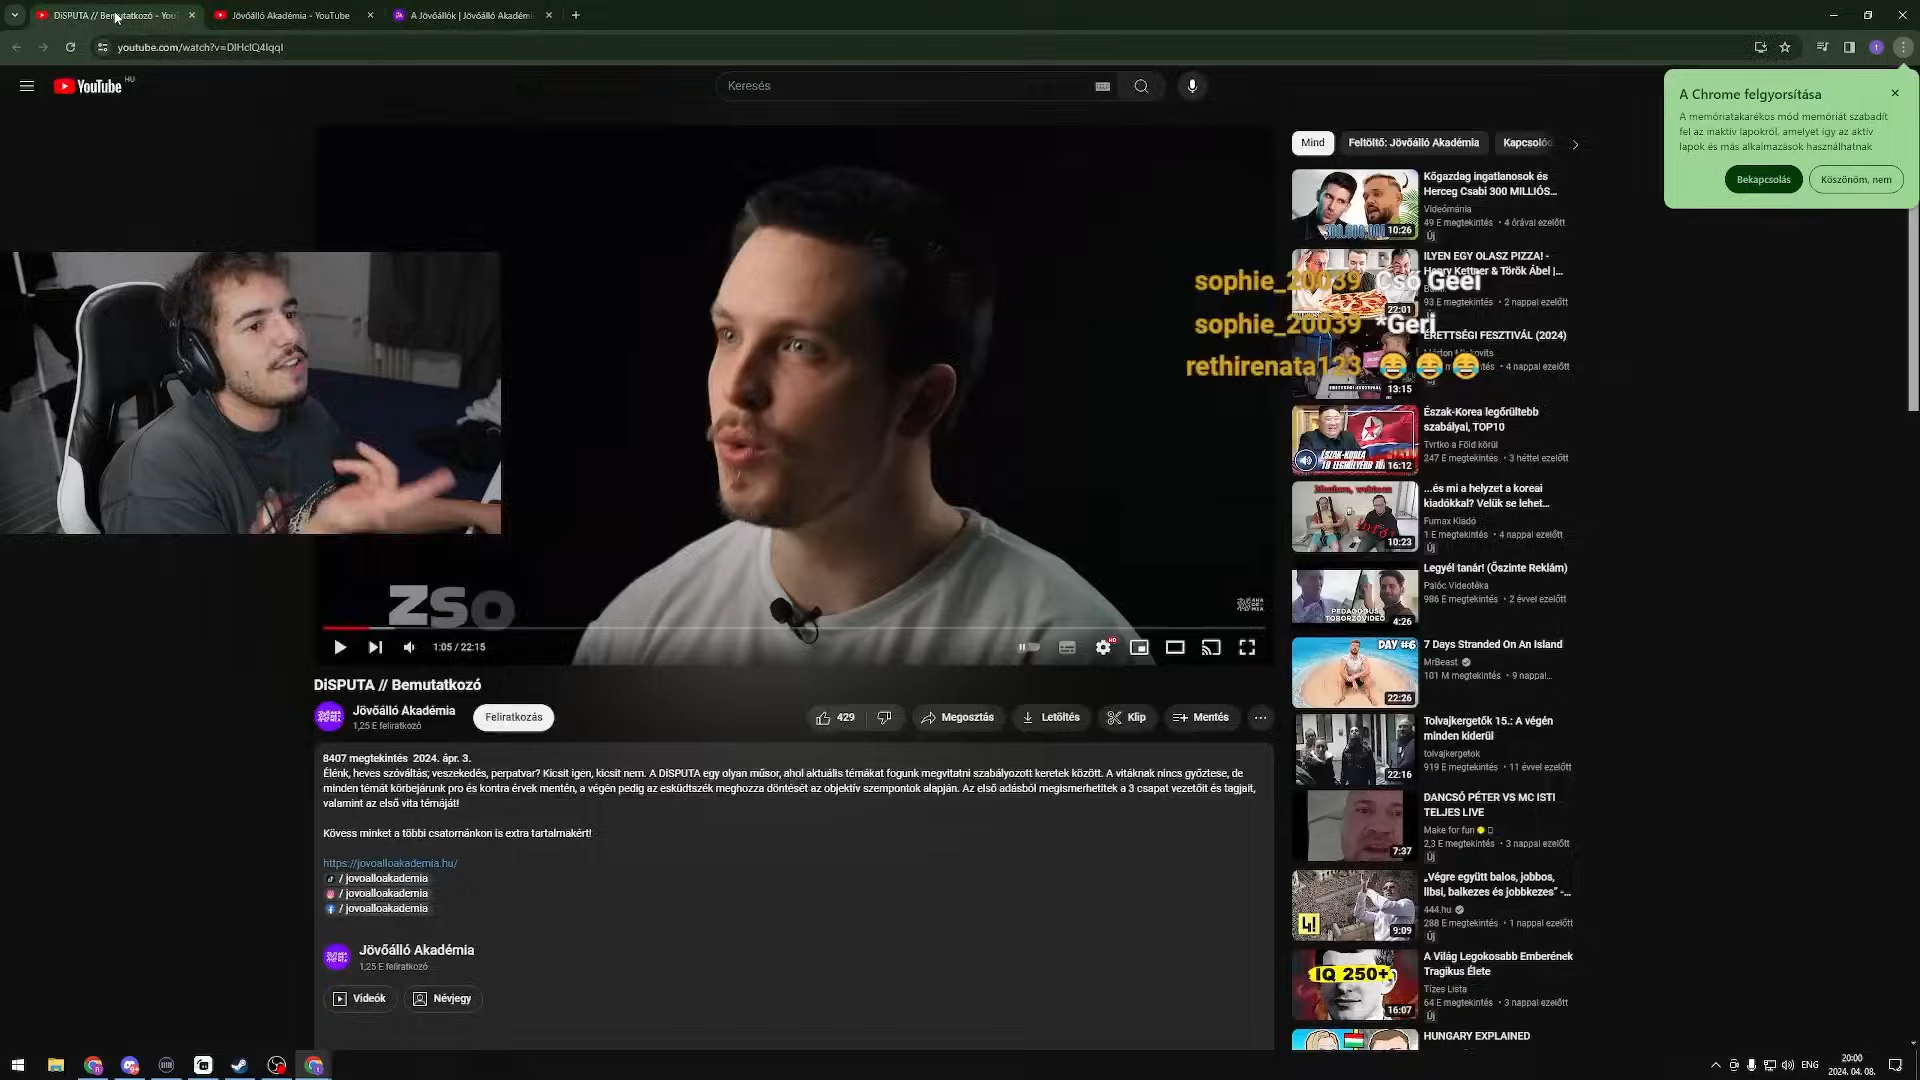 DiSPUTA // Bemutatkozó - You
Jövőálló Akadémia - YouTube
A Jövőállók | Jövőálló Akadémi
youtube.com/watch?v=DlHclQ4lqqI
YouTube HU
Keresés
A Chrome felgyorsítása
A memóriatakarékos mód memóriát szabadít
fel az inaktív lapokról, amelyet így az aktív
lapok és más alkalmazások használhatnak
Bekapcsolás
Köszönöm, nem
Mind
Feltöltő: Jövőálló Akadémia
Kapcsolód
Kőgazdag ingatlanosok és
Herceg Csabi 300 MILLIÓS...
Videómánia
49 E megtekintés • 4 órával ezelőtt
Új
10:26
ILYEN EGY OLASZ PIZZA! -
Henry Kettner & Török Ábel |...
93 E megtekintés • 2 nappal ezelőtt
22:01
sophie_20039 Cső Geei
sophie_20039 *Geri
rethirenata123 😂 😂 😂
ÉRETTSÉGI FESZTIVÁL (2024)
• 4 nappal ezelőtt
13:15
Észak-Korea legőrültebb
szabályai, TOP10
Tvrtko a Föld körül
247 E megtekintés • 3 héttel ezelőtt
ÉSZAK-KOREA
16:12
...és mi a helyzet a koreai
kiadókkal? Velük se lehet...
Fumax Kiadó
1 E megtekintés • 4 nappal ezelőtt
Új
10:23
Legyél tanár! (Őszinte Reklám)
Palóc Videotéka
986 E megtekintés • 2 évvel ezelőtt
PEDAGÓGUS
TOBORZÓVIDEÓ
4:26
7 Days Stranded On An Island
MrBeast
101 M megtekintés • 9 nappal...
DAY #6
22:26
Tolvajkergetők 15.: A végén
minden kiderül
tolvajkergetok
919 E megtekintés • 11 évvel ezelőtt
22:16
DANCSÓ PÉTER VS MC ISTI
TELJES LIVE
Make for fun
2,3 E megtekintés • 3 nappal ezelőtt
Új
7:37
„Végre együtt balos, jobbos,
libsi, balkezes és jobbkezes” -...
444.hu
288 E megtekintés • 1 nappal ezelőtt
Új
9:09
A Világ Legokosabb Emberének
Tragikus Élete
Tízes Lista
64 E megtekintés • 3 nappal ezelőtt
Új
IQ 250+
16:07
HUNGARY EXPLAINED
ZSO
1:05 / 22:15
DiSPUTA // Bemutatkozó
Jövőálló Akadémia
1,25 E feliratkozó
Feliratkozás
429
Megosztás
Letöltés
Klip
Mentés
8407 megtekintés 2024. ápr. 3.
Élénk, heves szóváltás; veszekedés, perpatvar? Kicsit igen, kicsit nem. A DiSPUTA egy olyan műsor, ahol aktuális témákat fogunk megvitatni szabályozott keretek között. A vitáknak nincs győztese, de
minden témát körbejárunk pro és kontra érvek mentén, a végén pedig az esküdtszék meghozza döntését az objektív szempontok alapján. Az első adásból megismerhetitek a 3 csapat vezetőit és tagjait,
valamint az első vita témáját!
Kövess minket a többi csatornánkon is extra tartalmakért!
https://jovoalloakademia.hu/
/ jovoalloakademia
/ jovoalloakademia
/ jovoalloakademia
Jövőálló Akadémia
1,25 E feliratkozó
Videók
Névjegy
ENG
20:00
2024. 04. 08.